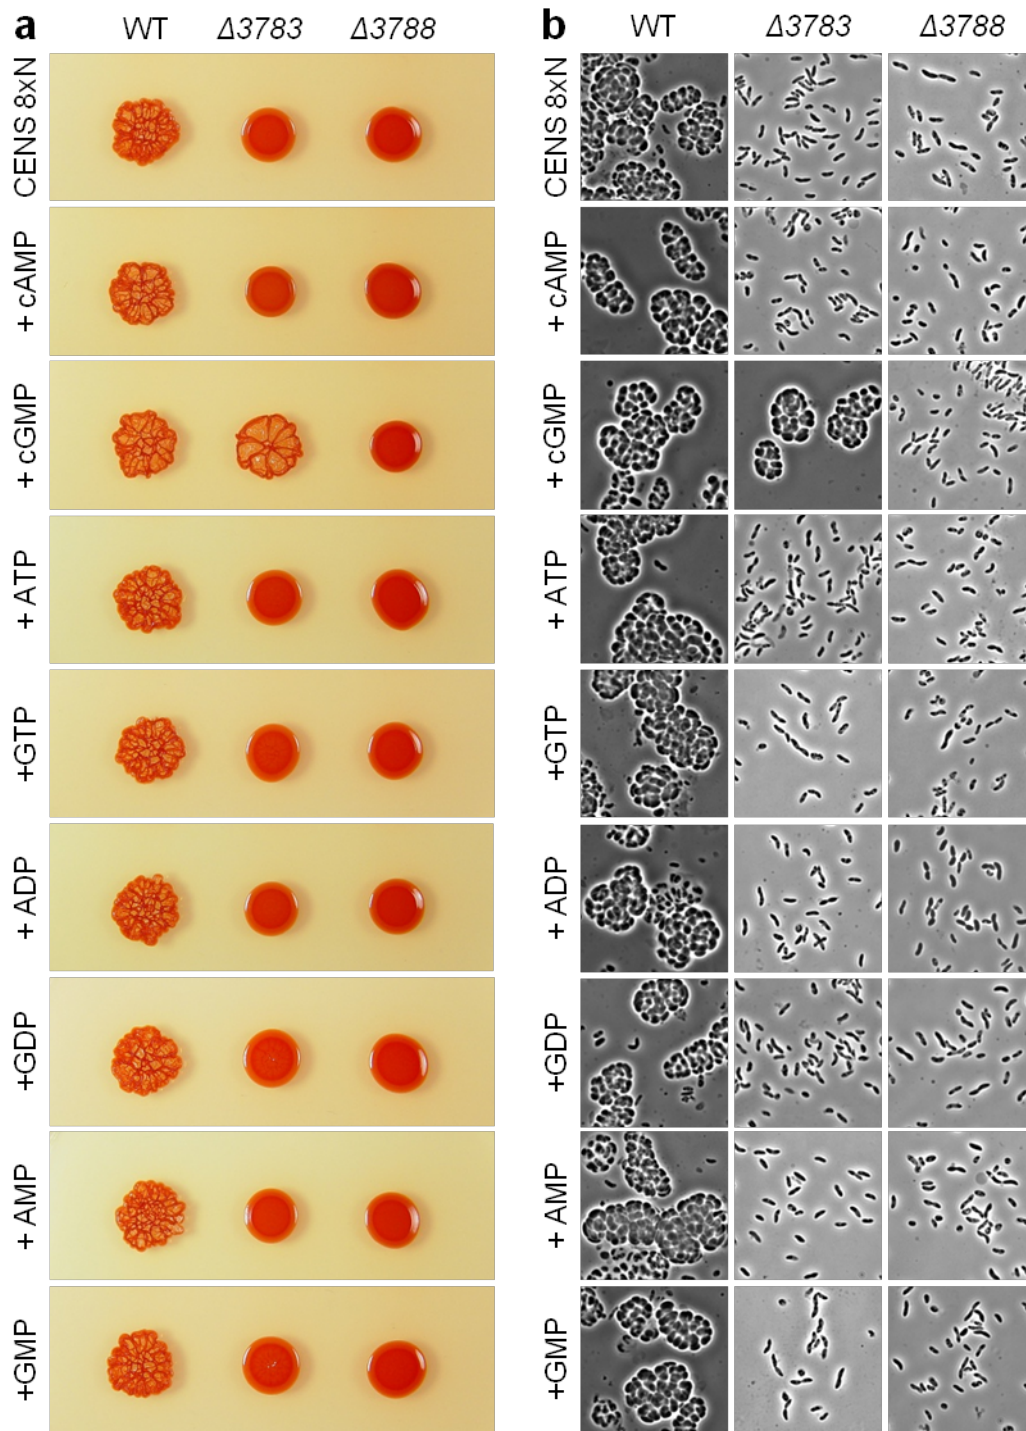 a WT Δ3783 Δ3788 b WT Δ3783 Δ3788
CENS 8xN CENS 8xN
+ cAMP + cAMP
+ cGMP + cGMP
+ ATP + ATP
+GTP +GTP
+ ADP + ADP
+GDP +GDP
+ AMP + AMP
+GMP +GMP